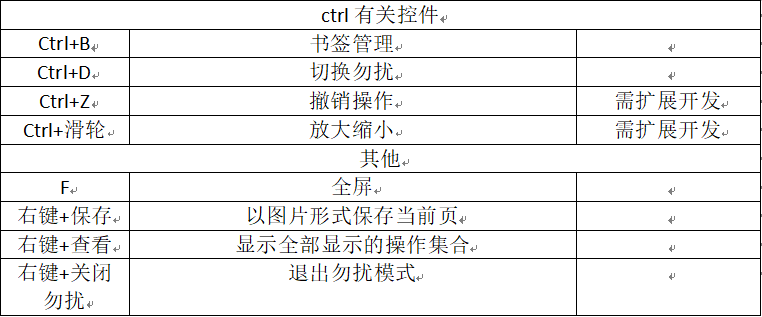 ctrl 有关控件
Ctrl+B 书签管理
Ctrl+D 切换勿扰
Ctrl+Z 撤销操作 需扩展开发
Ctrl+滑轮 放大缩小 需扩展开发
其他
F 全屏
右键+保存 以图片形式保存当前页
右键+查看 显示全部显示的操作集合
右键+关闭 退出勿扰模式
勿扰